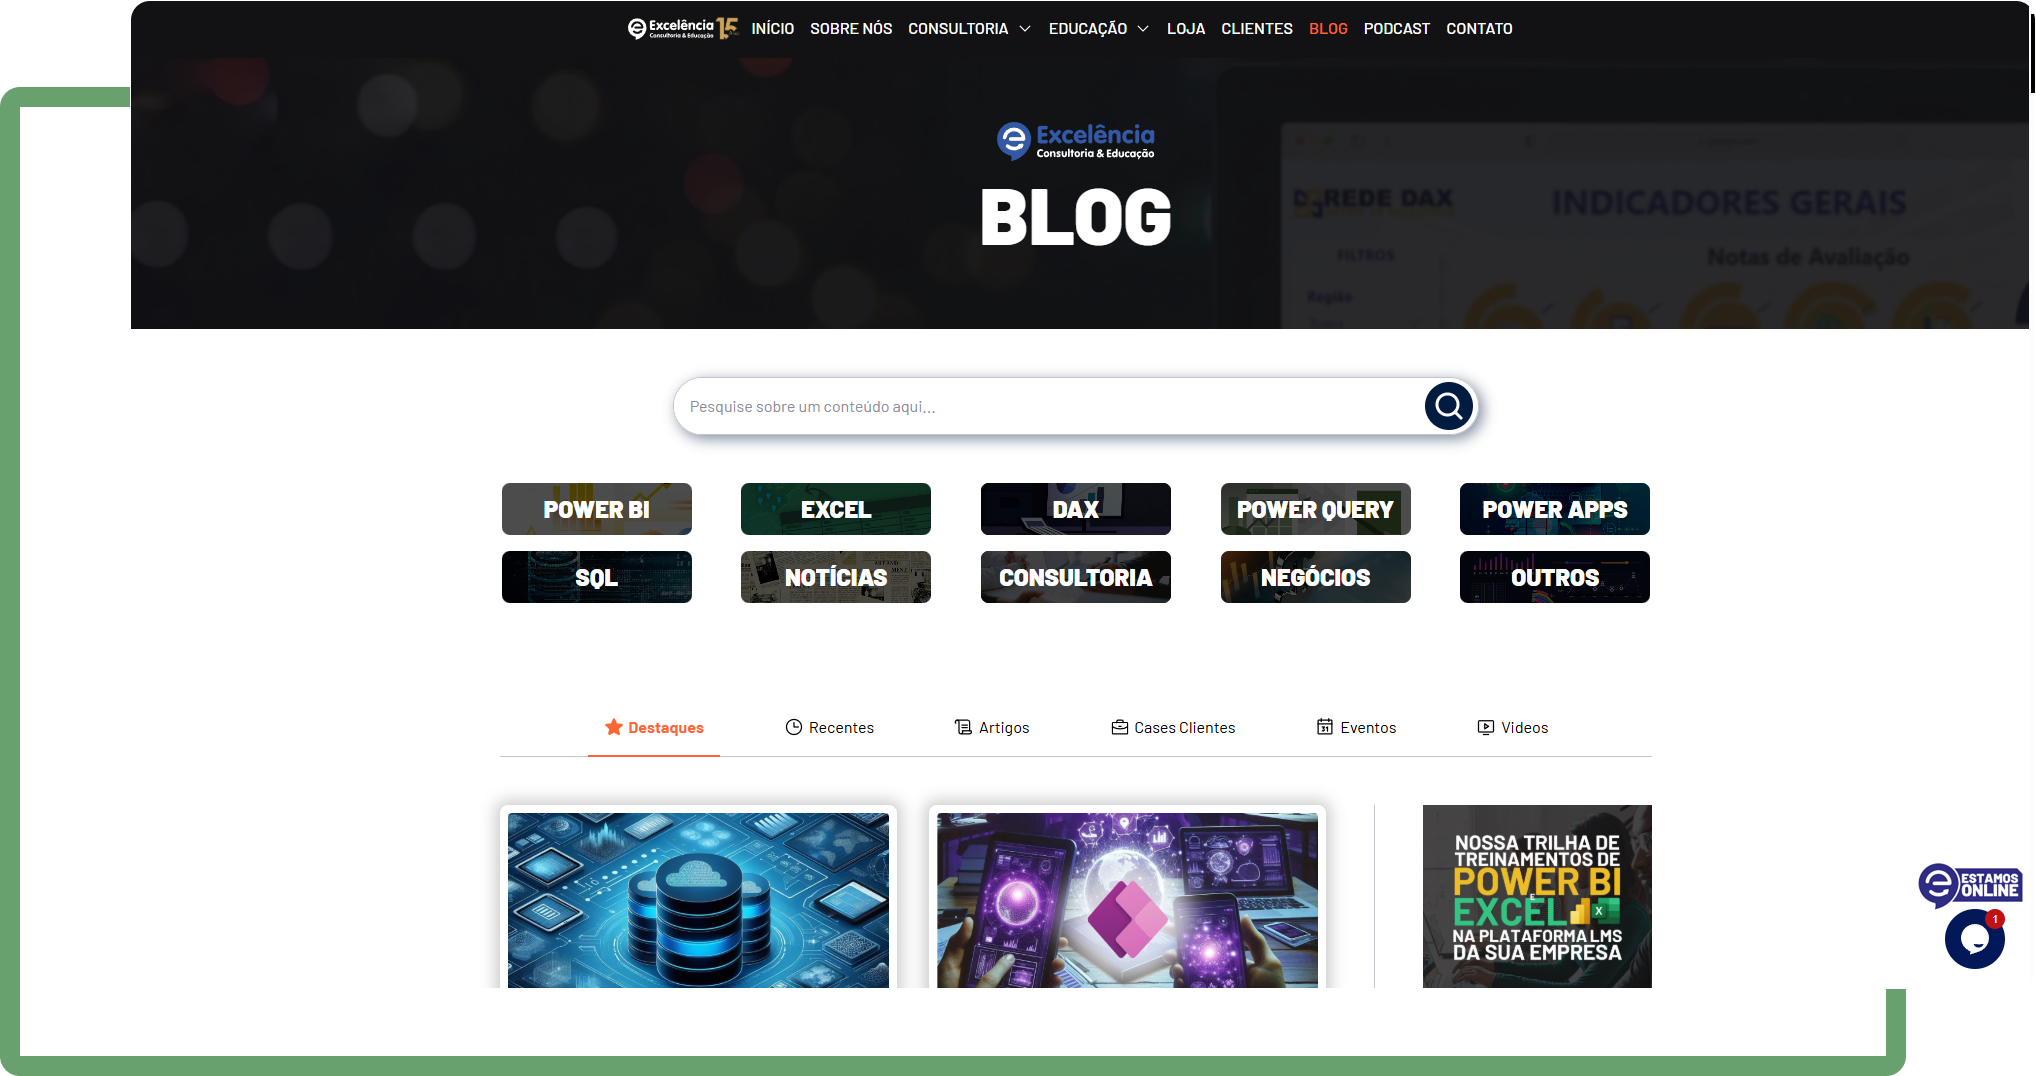 Excelência 15
Consultoria & Educação
INÍCIO SOBRE NÓS CONSULTORIA EDUCAÇÃO LOJA CLIENTES BLOG PODCAST CONTATO
Excelência
Consultoria & Educação
BLOG
REDE DAX
INDICADORES GERAIS
FILTROS
Notas de Avaliação
Região
Pesquise sobre um conteúdo aqui...
POWER BI
EXCEL
DAX
POWER QUERY
POWER APPS
SQL
NOTÍCIAS
CONSULTORIA
NEGÓCIOS
OUTROS
Destaques
Recentes
Artigos
Cases Clientes
Eventos
Videos
NOSSA TRILHA DE
TREINAMENTOS DE
POWER BI
E
EXCEL
NA PLATAFORMA LMS
DA SUA EMPRESA
ESTAMOS
ONLINE
1